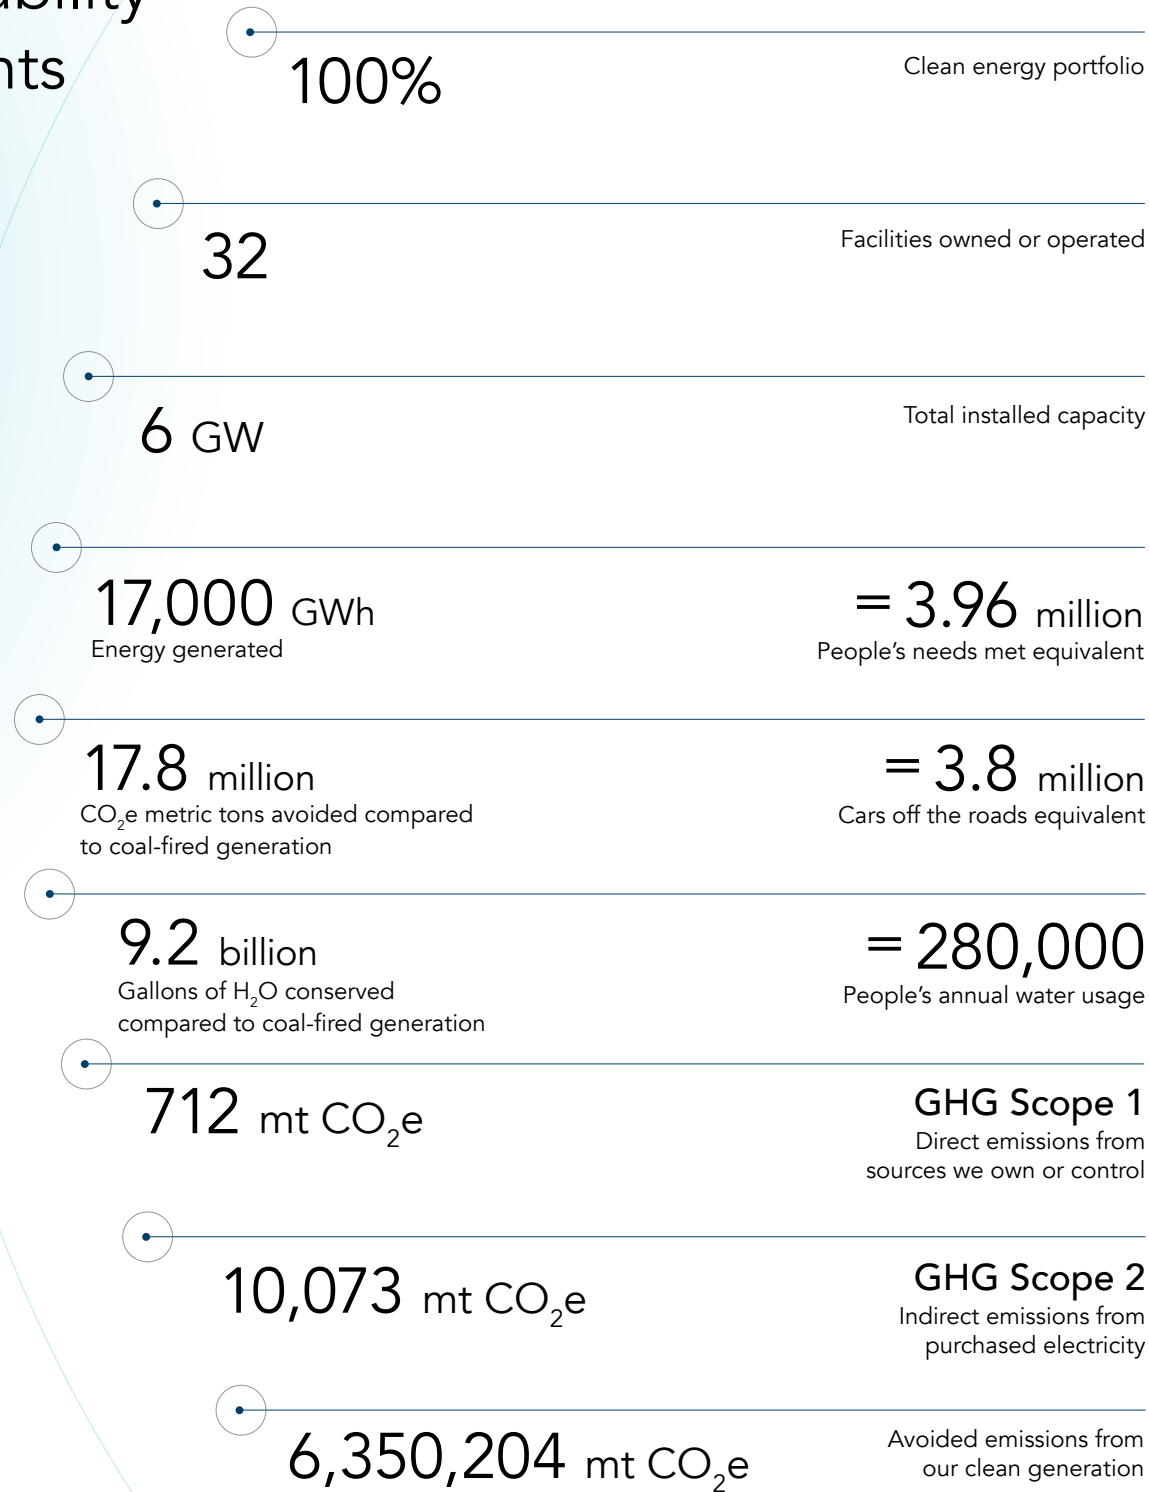 nts
100%
Clean energy portfolio
32
Facilities owned or operated
6 GW
Total installed capacity
17,000 GWh
Energy generated
= 3.96 million
People’s needs met equivalent
17.8 million
CO₂e metric tons avoided compared
to coal-fired generation
= 3.8 million
Cars off the roads equivalent
9.2 billion
Gallons of H₂O conserved
compared to coal-fired generation
= 280,000
People’s annual water usage
712 mt CO₂e
GHG Scope 1
Direct emissions from
sources we own or control
10,073 mt CO₂e
GHG Scope 2
Indirect emissions from
purchased electricity
6,350,204 mt CO₂e
Avoided emissions from
our clean generation